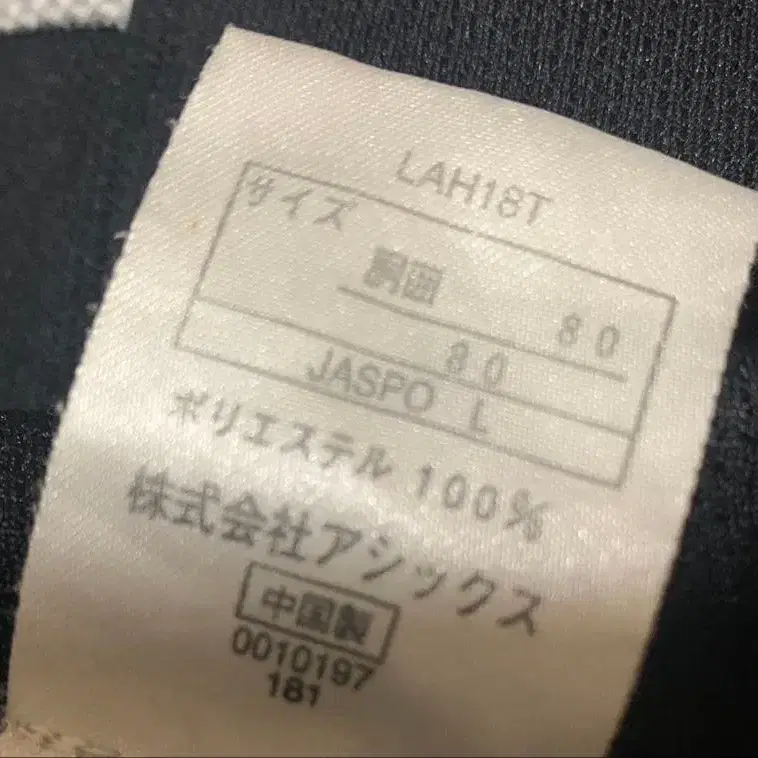 LAH18T
サイズ
胴囲 80
80
JASPO L
ポリエステル 100%
株式会社アシックス
中国製
0010197
181